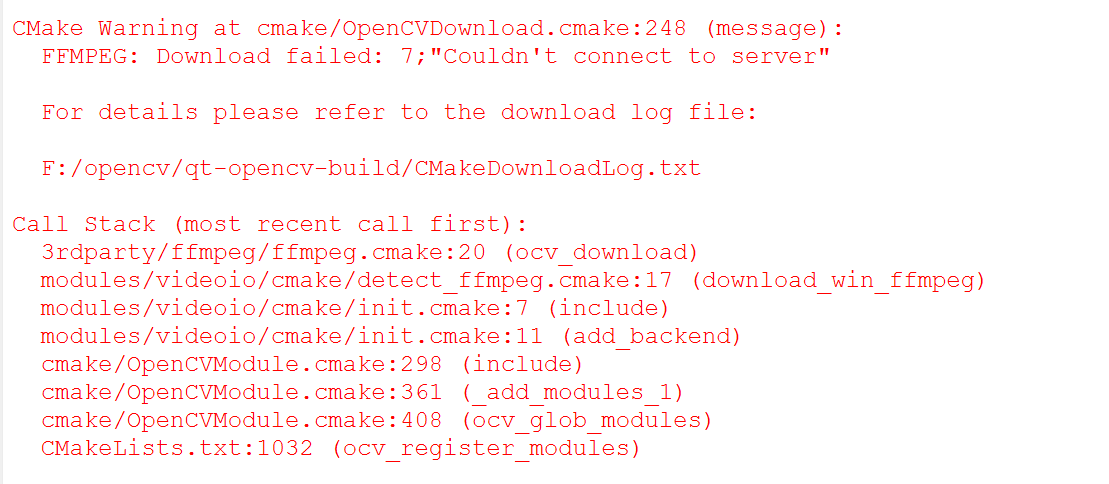 CMake Warning at cmake/OpenCVDownload.cmake:248 (message):
FFMPEG: Download failed: 7;"Couldn't connect to server"
For details please refer to the download log file:
F:/opencv/qt-opencv-build/CMakeDownloadLog.txt
Call Stack (most recent call first):
3rdparty/ffmpeg/ffmpeg.cmake:20 (ocv_download)
modules/videoio/cmake/detect_ffmpeg.cmake:17 (download_win_ffmpeg)
modules/videoio/cmake/init.cmake:7 (include)
modules/videoio/cmake/init.cmake:11 (add_backend)
cmake/OpenCVModule.cmake:298 (include)
cmake/OpenCVModule.cmake:361 (_add_modules_1)
cmake/OpenCVModule.cmake:408 (ocv_glob_modules)
CMakeLists.txt:1032 (ocv_register_modules)